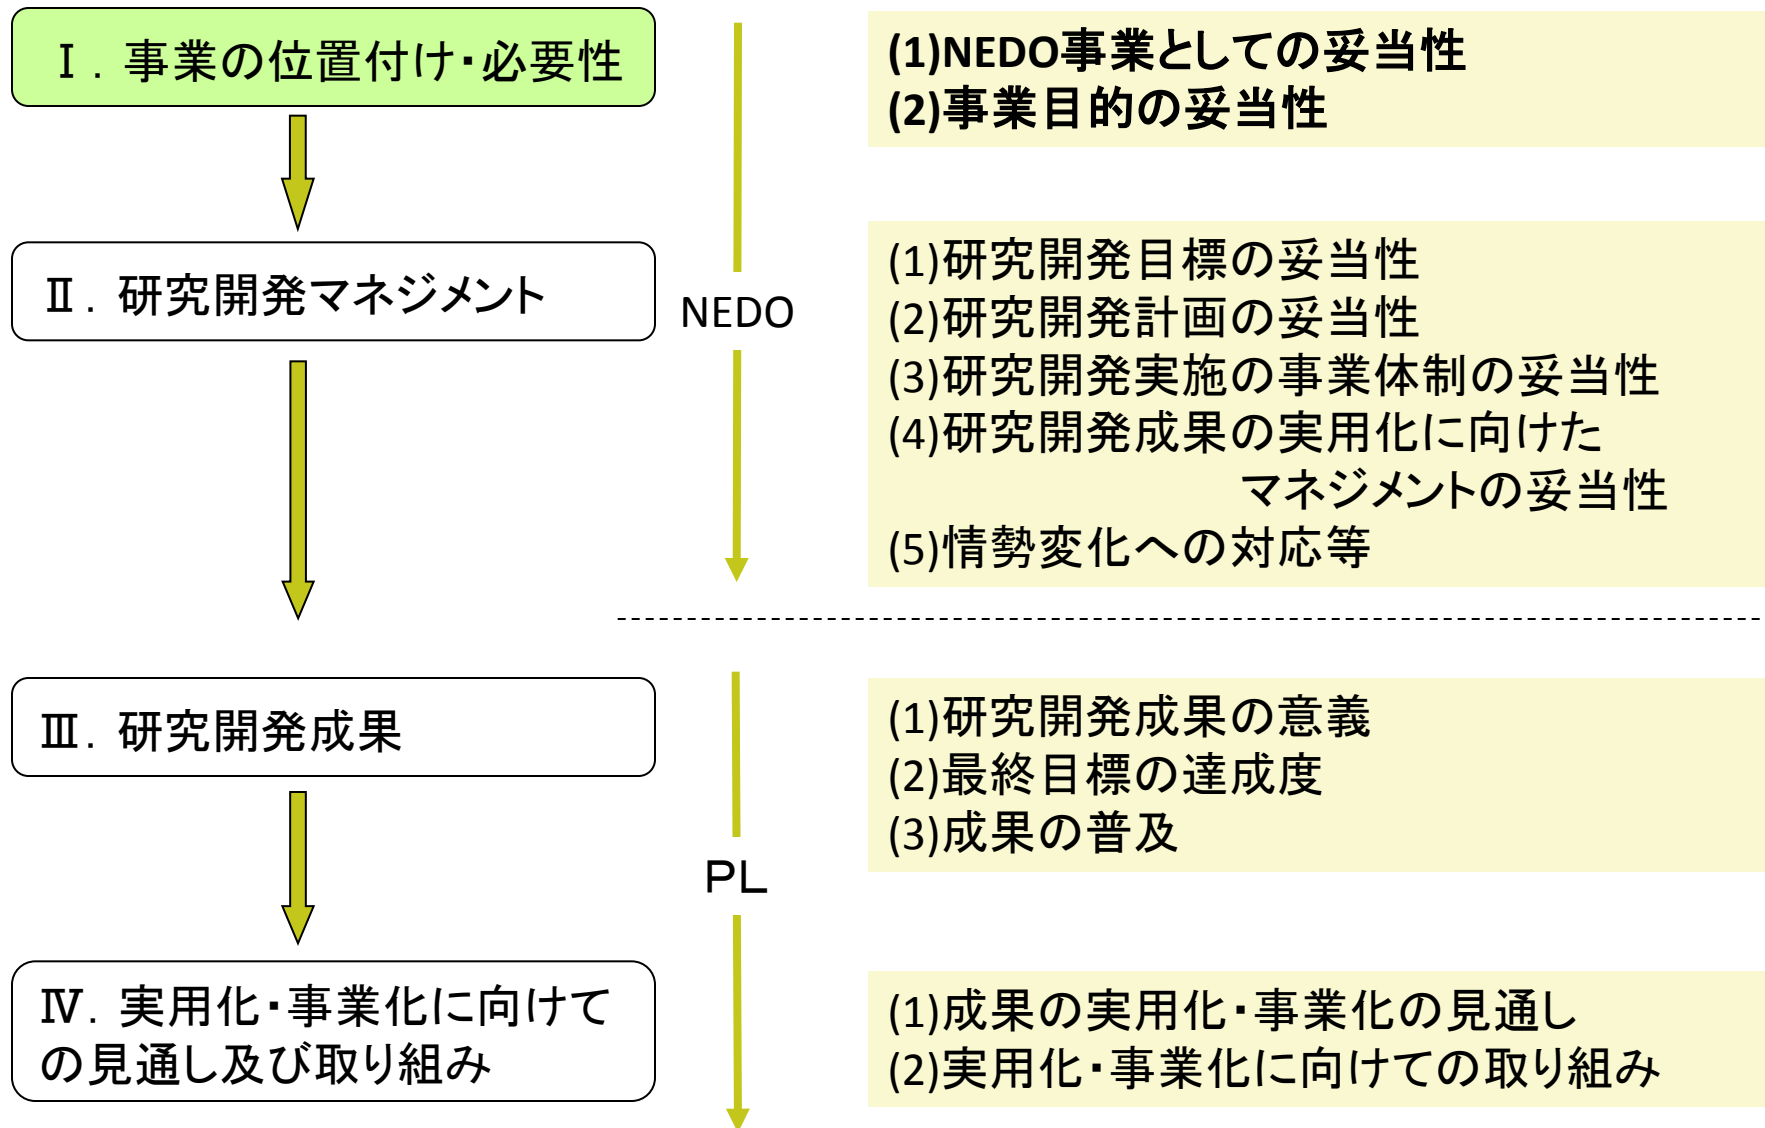 Ⅰ．事業の位置付け・必要性
(1)NEDO事業としての妥当性
(2)事業目的の妥当性
Ⅱ．研究開発マネジメント
NEDO
(1)研究開発目標の妥当性
(2)研究開発計画の妥当性
(3)研究開発実施の事業体制の妥当性
(4)研究開発成果の実用化に向けた
マネジメントの妥当性
(5)情勢変化への対応等
Ⅲ．研究開発成果
(1)研究開発成果の意義
(2)最終目標の達成度
(3)成果の普及
ＰＬ
Ⅳ．実用化・事業化に向けて
の見通し及び取り組み
(1)成果の実用化・事業化の見通し
(2)実用化・事業化に向けての取り組み